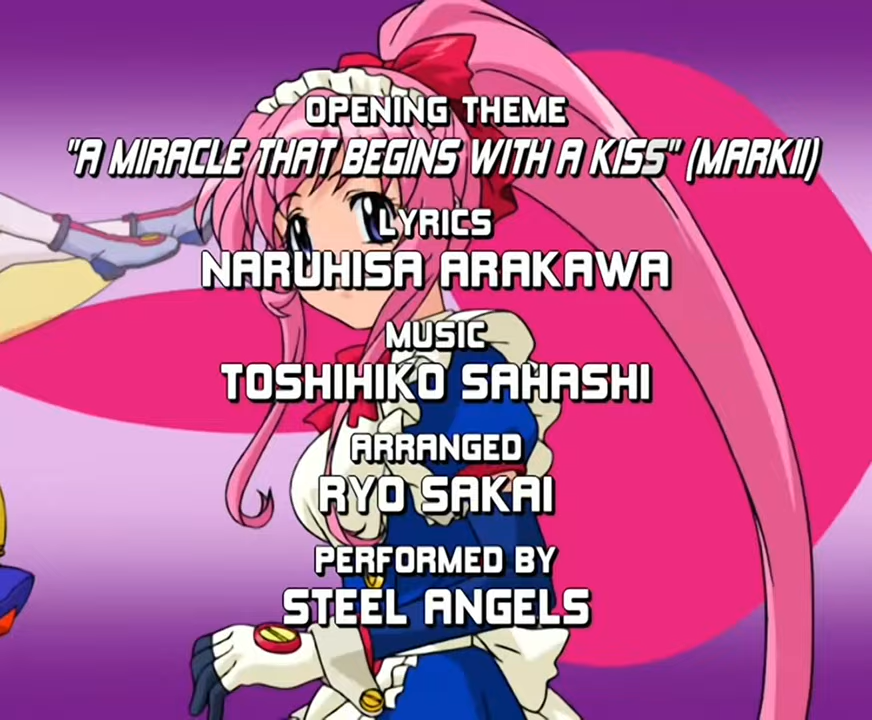 OPENING THEME
"A MIRACLE THAT BEGINS WITH A KISS" (MARKII)
LYRICS
NARUHISA ARAKAWA
MUSIC
TOSHIHIKO SAHASHI
ARRANGED
RYO SAKAI
PERFORMED BY
STEEL ANGELS